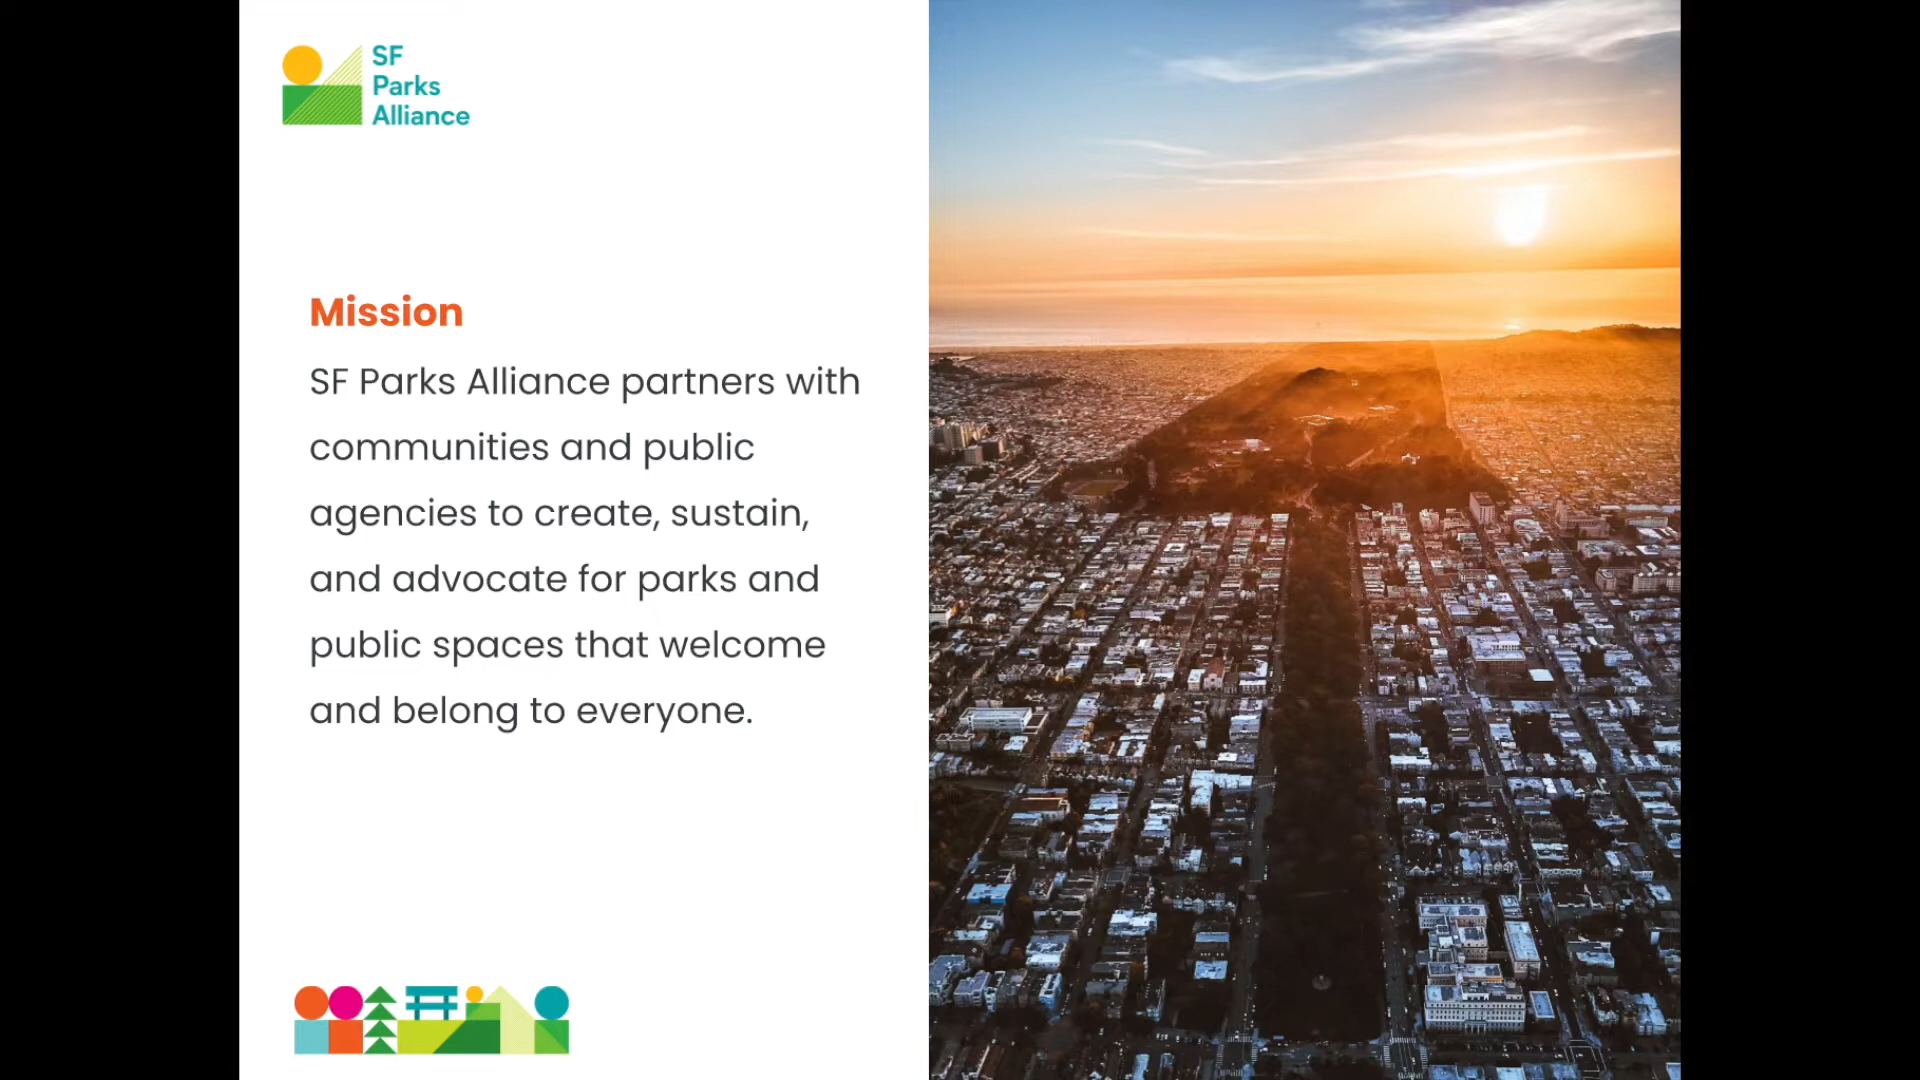 SF
Parks
Alliance
Mission
SF Parks Alliance partners with
communities and public
agencies to create, sustain,
and advocate for parks and
public spaces that welcome
and belong to everyone.